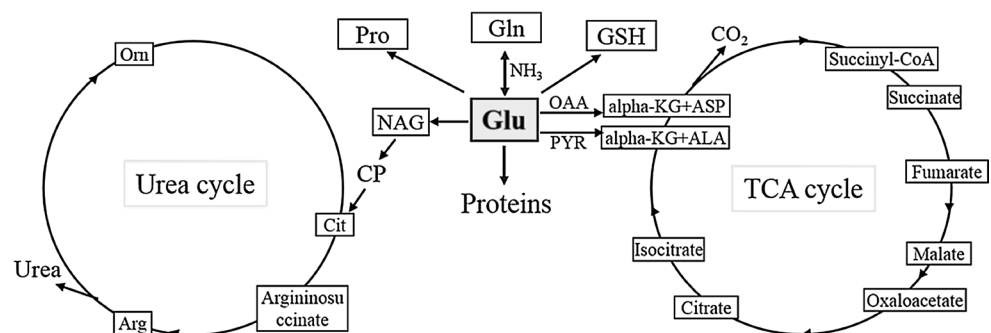 Pro
Gln
GSH
CO₂
Orn
NH₃
Succinyl-CoA
Succinate
OAA
alpha-KG+ASP
NAG
Glu
PYR
alpha-KG+ALA
CP
Fumarate
Urea cycle
Proteins
TCA cycle
Cit
Isocitrate
Malate
Urea
Argininosu
ccinate
Citrate
Oxaloacetate
Arg